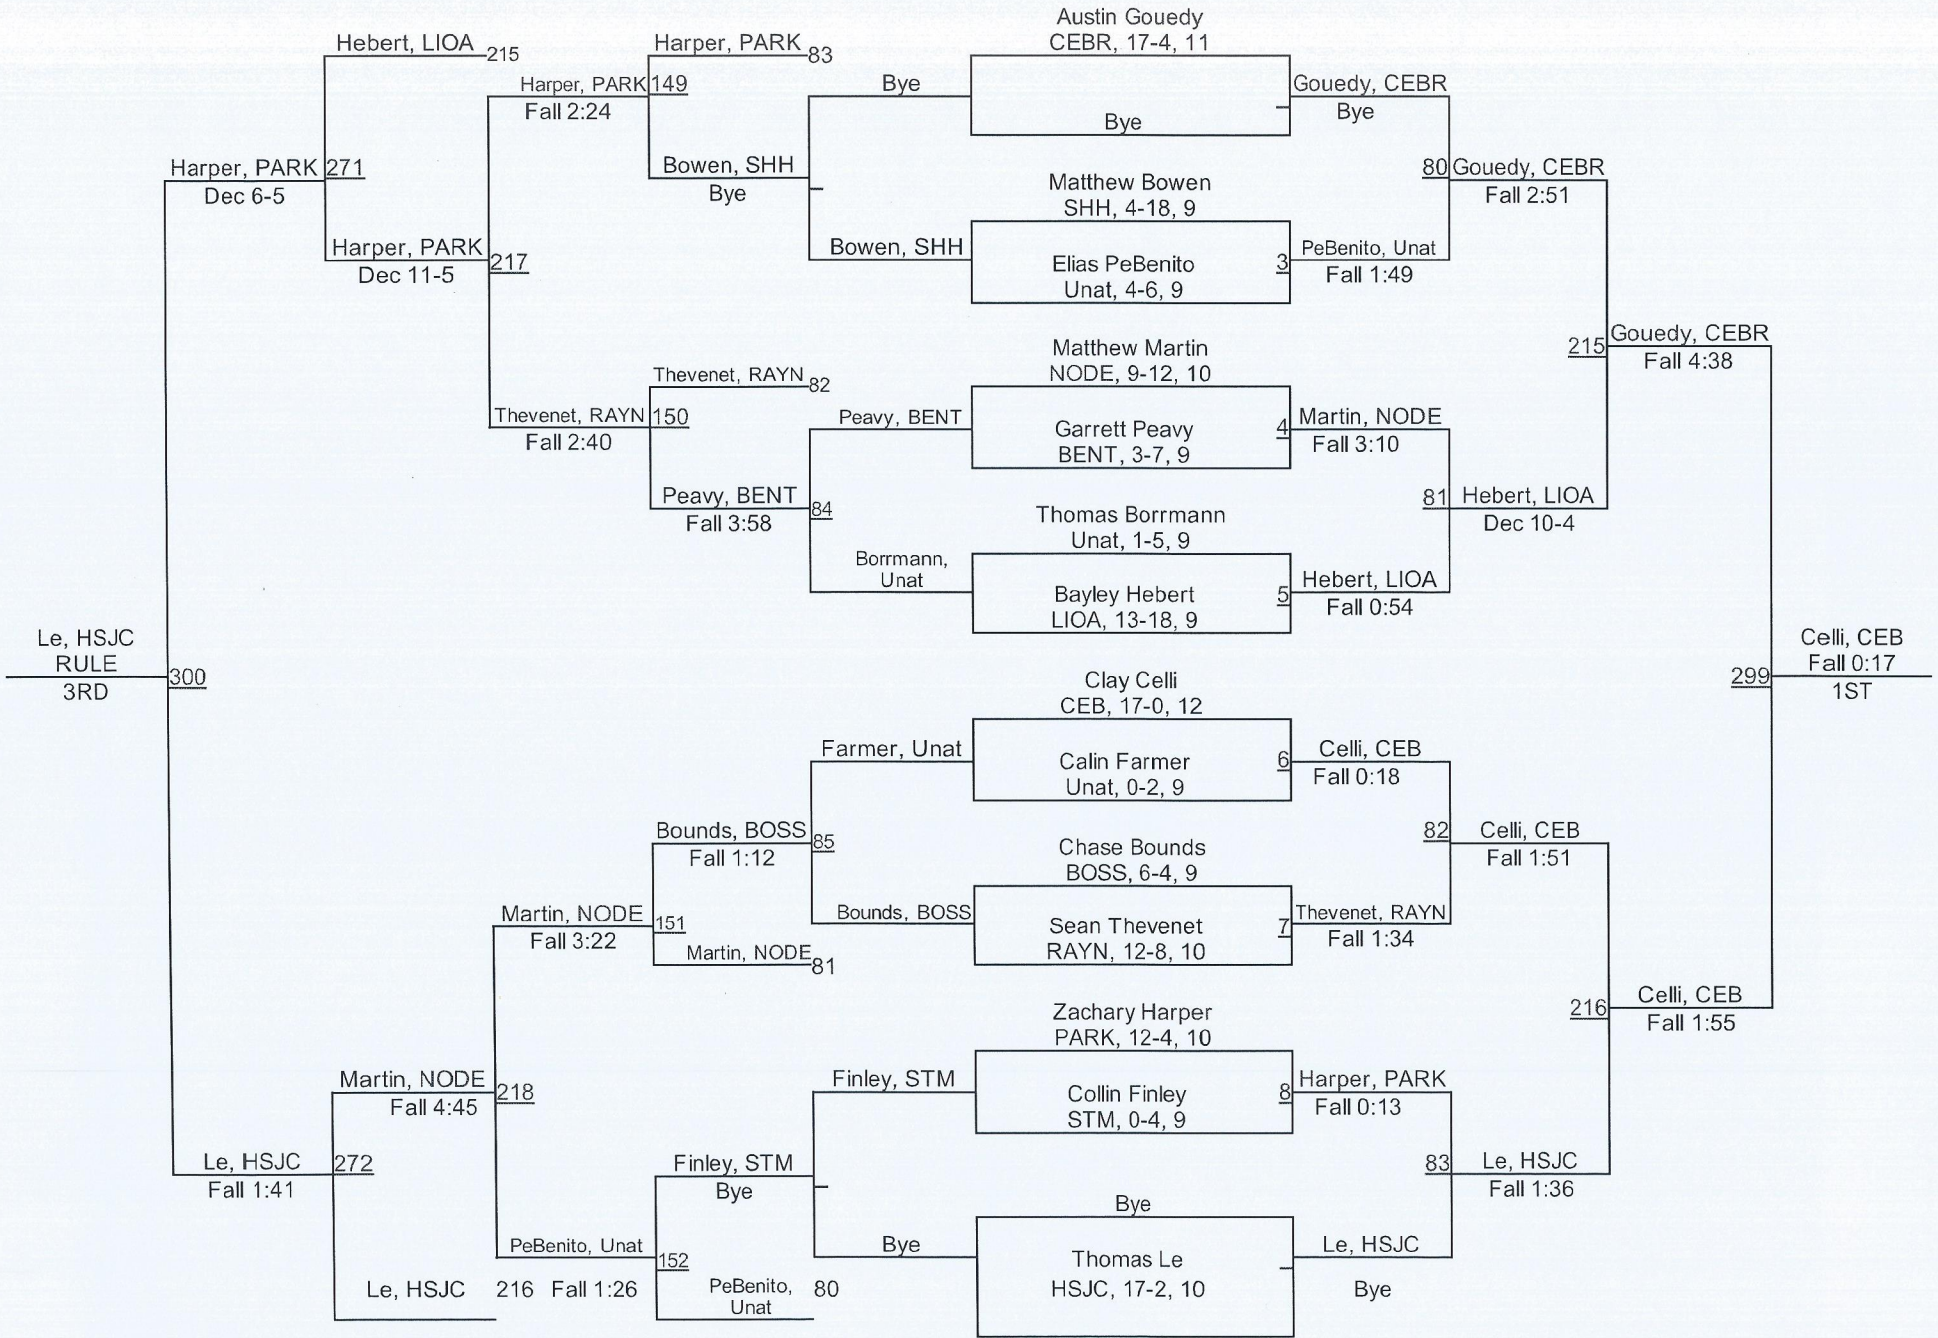 Austin Gouedy
Hebert, LIOA 215 Harper, PARK 83 CEBR, 17-4, 11
Harper, PARK 149 Bye Gouedy, CEBR
Fall 2:24 Bye Bye
Harper, PARK 271 Bowen, SHH 80 Gouedy, CEBR
Dec 6-5 Bye Matthew Bowen Fall 2:51
SHH, 4-18, 9
Harper, PARK 217 Bowen, SHH PeBenito, Unat
Dec 11-5 Elias PeBenito 3 Fall 1:49
Unat, 4-6, 9
Matthew Martin 215 Gouedy, CEBR
Thevenet, RAYN 82 NODE, 9-12, 10 Fall 4:38
Thevenet, RAYN 150 Peavy, BENT Martin, NODE
Fall 2:40 Garrett Peavy 4 Fall 3:10
BENT, 3-7, 9
Peavy, BENT 84 81 Hebert, LIOA
Fall 3:58 Thomas Borrmann Dec 10-4
Unat, 1-5, 9
Borrmann,
Unat Hebert, LIOA
Bayley Hebert 5 Fall 0:54
LIOA, 13-18, 9
Le, HSJC Celli, CEB
RULE 300 299 Fall 0:17
3RD Clay Celli 1ST
CEB, 17-0, 12
Farmer, Unat Celli, CEB
Calin Farmer 6 Fall 0:18
Unat, 0-2, 9
Bounds, BOSS 85 82 Celli, CEB
Fall 1:12 Chase Bounds Fall 1:51
BOSS, 6-4, 9
Martin, NODE 151 Bounds, BOSS Thevenet, RAYN
Fall 3:22 Sean Thevenet 7 Fall 1:34
Martin, NODE 81 RAYN, 12-8, 10
216 Celli, CEB
Zachary Harper Fall 1:55
PARK, 12-4, 10
Martin, NODE 218 Finley, STM Harper, PARK
Fall 4:45 Collin Finley 8 Fall 0:13
STM, 0-4, 9
Le, HSJC 272 Finley, STM 83 Le, HSJC
Fall 1:41 Bye Fall 1:36
Bye
PeBenito, Unat 152 Bye Le, HSJC
Thomas Le
Le, HSJC 216 Fall 1:26 PeBenito, 80 HSJC, 17-2, 10 Bye
Unat